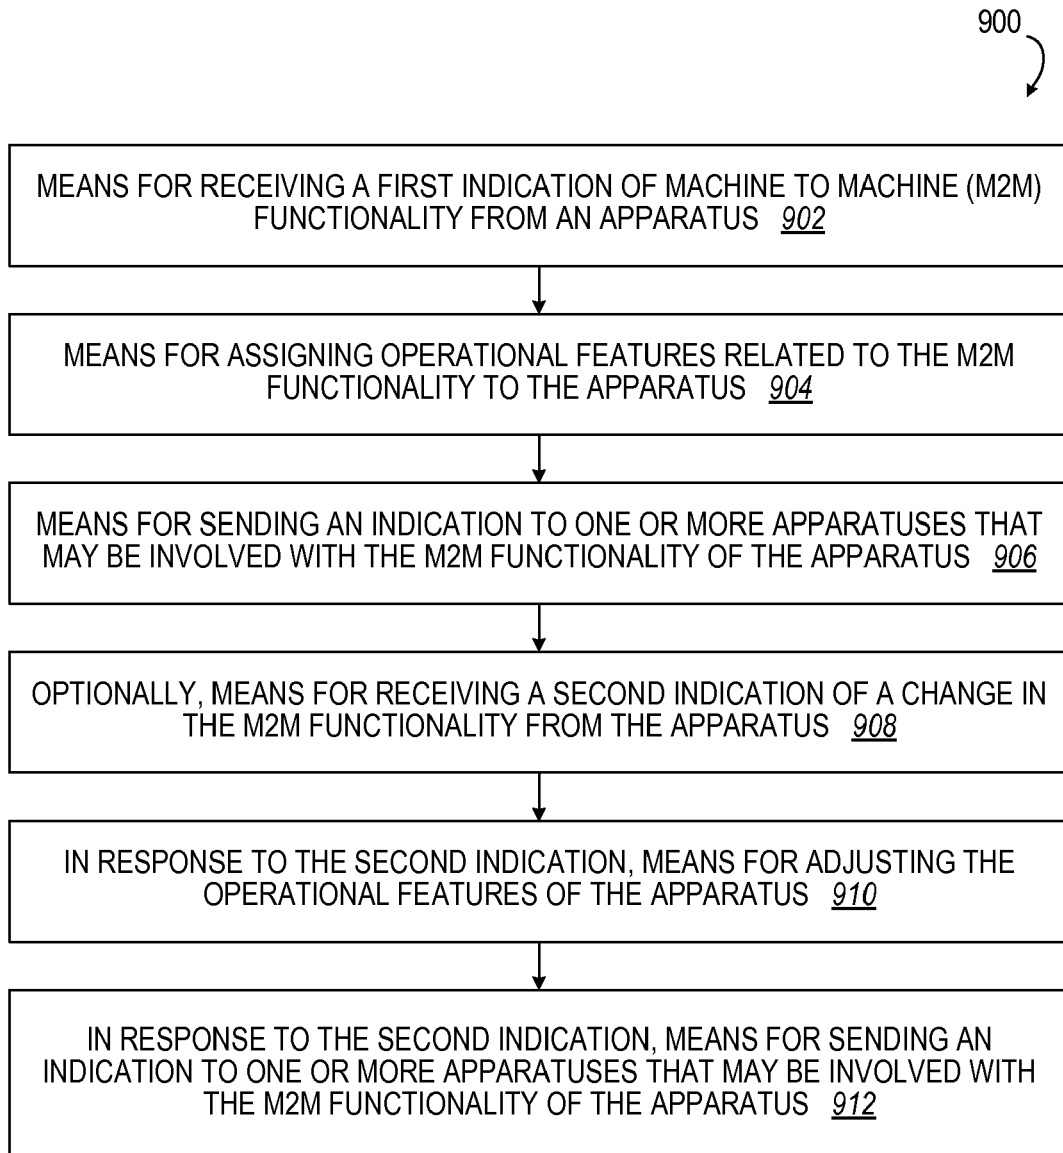 900
MEANS FOR RECEIVING A FIRST INDICATION OF MACHINE TO MACHINE (M2M)
FUNCTIONALITY FROM AN APPARATUS 902
MEANS FOR ASSIGNING OPERATIONAL FEATURES RELATED TO THE M2M
FUNCTIONALITY TO THE APPARATUS 904
MEANS FOR SENDING AN INDICATION TO ONE OR MORE APPARATUSES THAT
MAY BE INVOLVED WITH THE M2M FUNCTIONALITY OF THE APPARATUS 906
OPTIONALLY, MEANS FOR RECEIVING A SECOND INDICATION OF A CHANGE IN
THE M2M FUNCTIONALITY FROM THE APPARATUS 908
IN RESPONSE TO THE SECOND INDICATION, MEANS FOR ADJUSTING THE
OPERATIONAL FEATURES OF THE APPARATUS 910
IN RESPONSE TO THE SECOND INDICATION, MEANS FOR SENDING AN
INDICATION TO ONE OR MORE APPARATUSES THAT MAY BE INVOLVED WITH
THE M2M FUNCTIONALITY OF THE APPARATUS 912